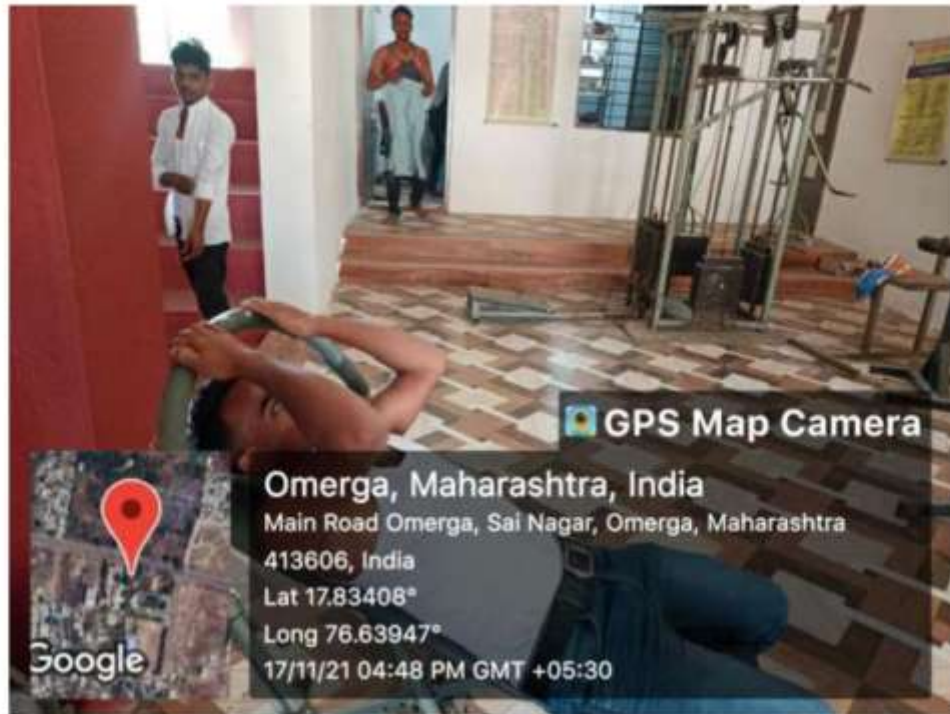 GPS Map Camera
Omerga, Maharashtra, India
Main Road Omerga, Sai Nagar, Omerga, Maharashtra
413606, India
Lat 17.83408°
Long 76.63947°
17/11/21 04:48 PM GMT +05:30
Google